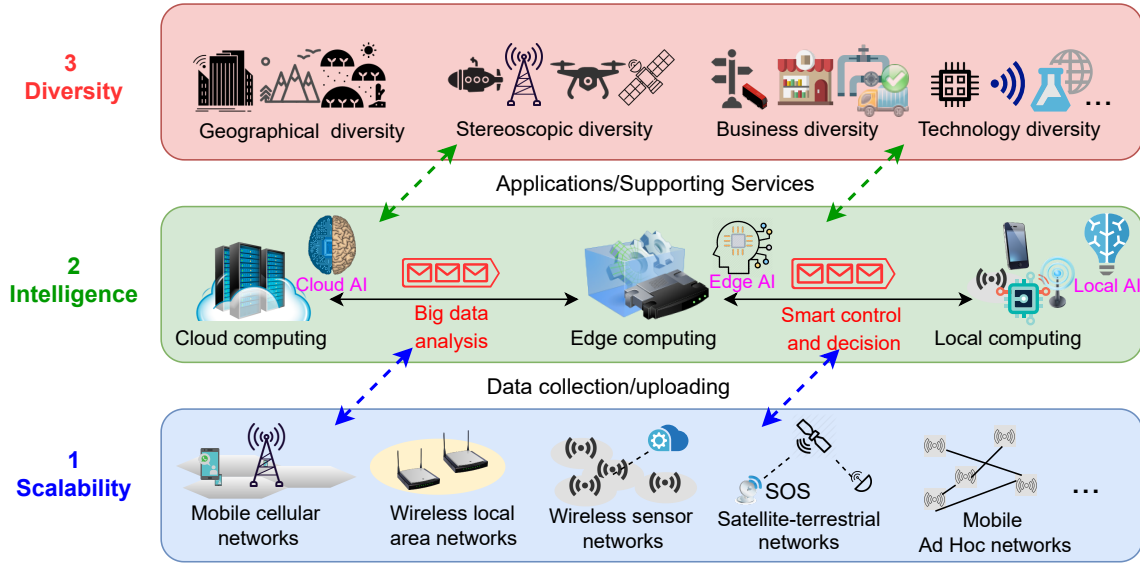 3
Diversity
Geographical diversity
Stereoscopic diversity
Business diversity
Technology diversity
...
Applications/Supporting Services
2
Intelligence
Cloud AI
Edge AI
Local AI
Cloud computing
Big data
analysis
Edge computing
Smart control
and decision
Local computing
Data collection/uploading
1
Scalability
Mobile cellular
networks
Wireless local
area networks
Wireless sensor
networks
SOS
Satellite-terrestrial
networks
Mobile
Ad Hoc networks
...